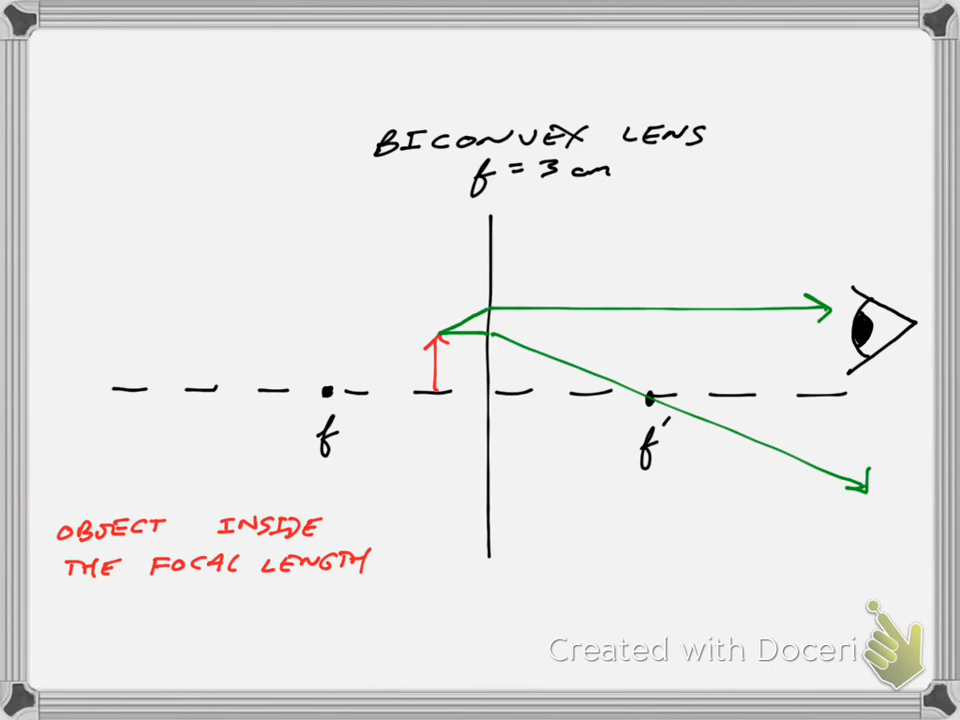 BICONVEX LENS
f = 3 cm
f
f'
OBJECT INSIDE
THE FOCAL LENGTH
Created with Doceri